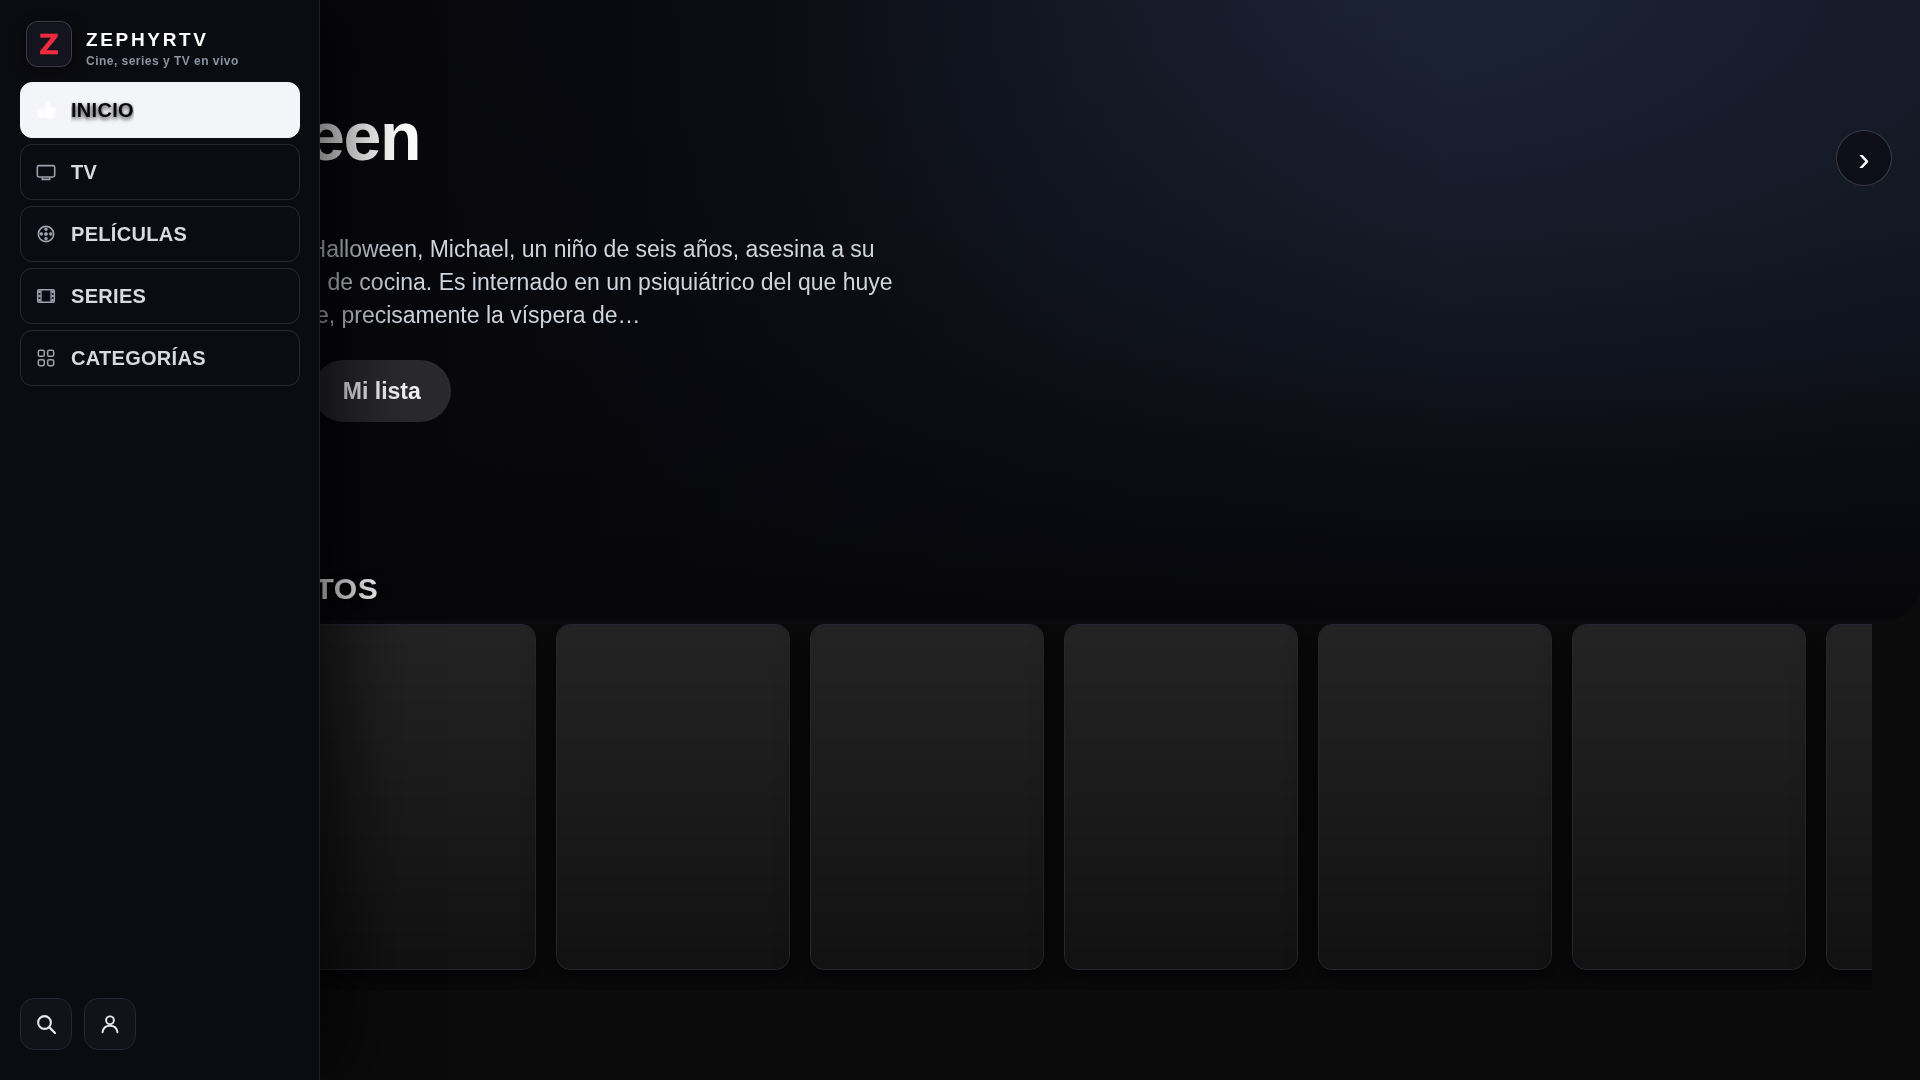 Z
ZEPHYRTV
Cine, series y TV en vivo
INICIO
TV
PELÍCULAS
SERIES
CATEGORÍAS
een
Halloween, Michael, un niño de seis años, asesina a su
de cocina. Es internado en un psiquiátrico del que huye
e, precisamente la víspera de…
Mi lista
TOS